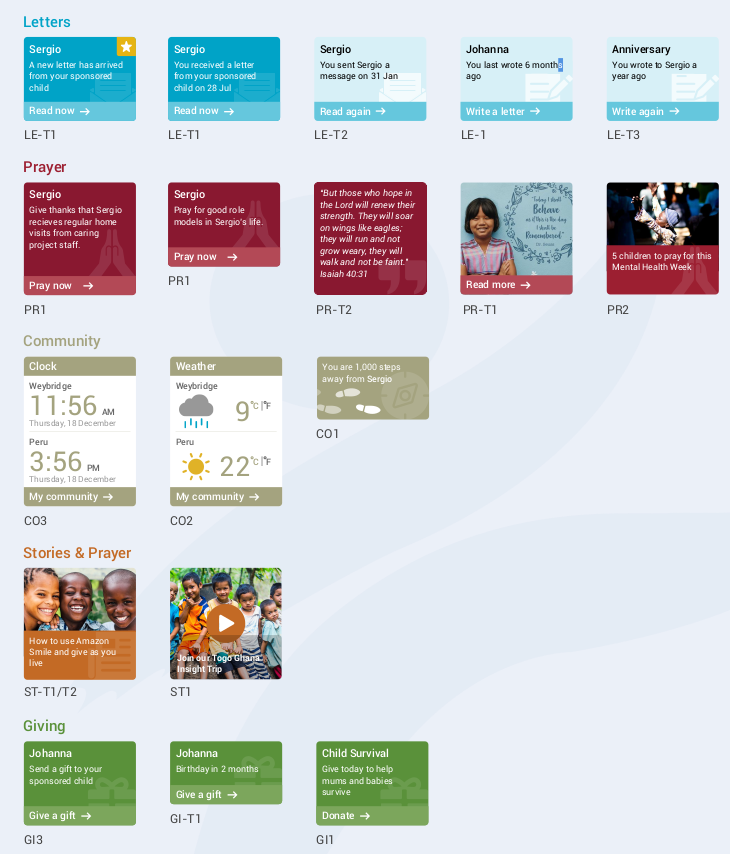 Letters
Sergio
A new letter has arrived
from your sponsored
child
Read now →
LE-T1
Sergio
You received a letter
from your sponsored
child on 28 Jul
Read now →
LE-T1
Sergio
You sent Sergio a
message on 31 Jan
Read again →
LE-T2
Johanna
You last wrote 6 months
ago
Write a letter →
LE-1
Anniversary
You wrote to Sergio a
year ago
Write again →
LE-T3
Prayer
Sergio
Give thanks that Sergio
recieves regular home
visits from caring
project staff.
Pray now →
PR1
Sergio
Pray for good role
models in Sergio's life.
Pray now →
PR1
"But those who hope in
the Lord will renew their
strength. They will soar
on wings like eagles;
they will run and not
grow weary, they will
walk and not be faint."
Isaiah 40:31
PR-T2
"Today I shall
Behave
as if this is the day
I shall be
Remembered"
Read more →
PR-T1
5 children to pray for this
Mental Health Week
PR2
Community
Clock
Weybridge
11:56 AM
Thursday, 18 December
Peru
3:56 PM
Thursday, 18 December
My community →
CO3
Weather
Weybridge
9°C|°F
Peru
22°C|°F
My community →
CO2
You are 1,000 steps
away from Sergio
CO1
Stories & Prayer
How to use Amazon
Smile and give as you
live
ST-T1/T2
Join our Togo Ghana
Insight Trip
ST1
Giving
Johanna
Send a gift to your
sponsored child
Give a gift →
GI3
Johanna
Birthday in 2 months
Give a gift →
GI-T1
Child Survival
Give today to help
mums and babies
survive
Donate →
GI1